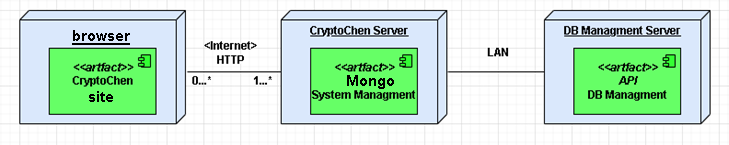 browser
<<artfact>>
CryptoChen
site
<Internet>
HTTP
0...*
1...*
CryptoChen Server
<<artfact>>
Mongo
System Managment
LAN
DB Managment Server
<<artfact>>
API
DB Managment